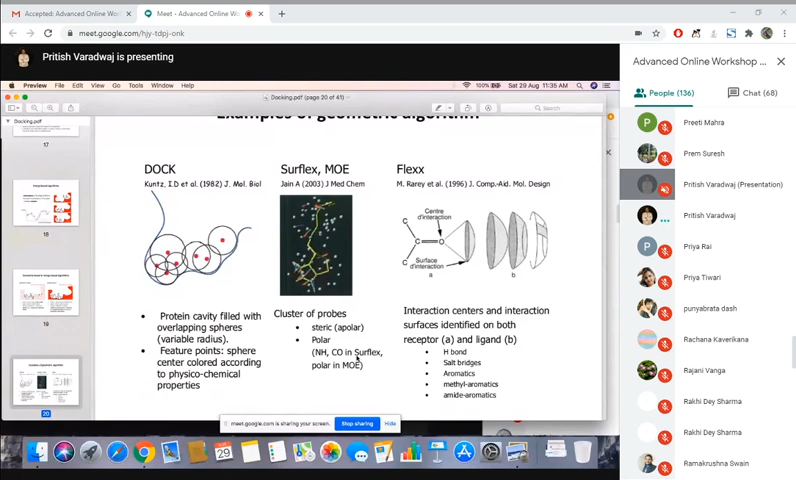 Accepted: Advanced Online Work
Meet - Advanced Online Worksh
meet.google.com/hjy-tdpj-onk
Pritish Varadwaj is presenting
Preview File Edit View Go Tools Window Help
100% Sat 29 Aug 11:35 AM
Docking.pdf (page 20 of 41)
Search
Docking.pdf
17
18
19
20
Examples of geometric algorithm
DOCK
Kuntz, I.D et al. (1982) J. Mol. Biol
Protein cavity filled with
overlapping spheres
(variable radius).
Feature points: sphere
center colored according
to physico-chemical
properties
Surflex, MOE
Jain A (2003) J Med Chem
Cluster of probes
steric (apolar)
Polar
(NH, CO in Surflex,
polar in MOE)
Flexx
M. Rarey et al. (1996) J. Comp.-Aid. Mol. Design
Centre
d'interaction
C
C
O
C
Surface
d'interaction
a
b
Interaction centers and interaction
surfaces identified on both
receptor (a) and ligand (b)
H bond
Salt bridges
Aromatics
methyl-aromatics
amide-aromatics
meet.google.com is sharing your screen.
Stop sharing
Hide
Advanced Online Workshop ...
People (136)
Chat (68)
P
Preeti Mahra
Prem Suresh
Pritish Varadwaj (Presentation)
Pritish Varadwaj
P
Priya Rai
Priya Tiwari
punyabrata dash
Rachana Kaverikana
Rajani Vanga
Rakhi Dey Sharma
Rakhi Dey Sharma
Ramakrushna Swain